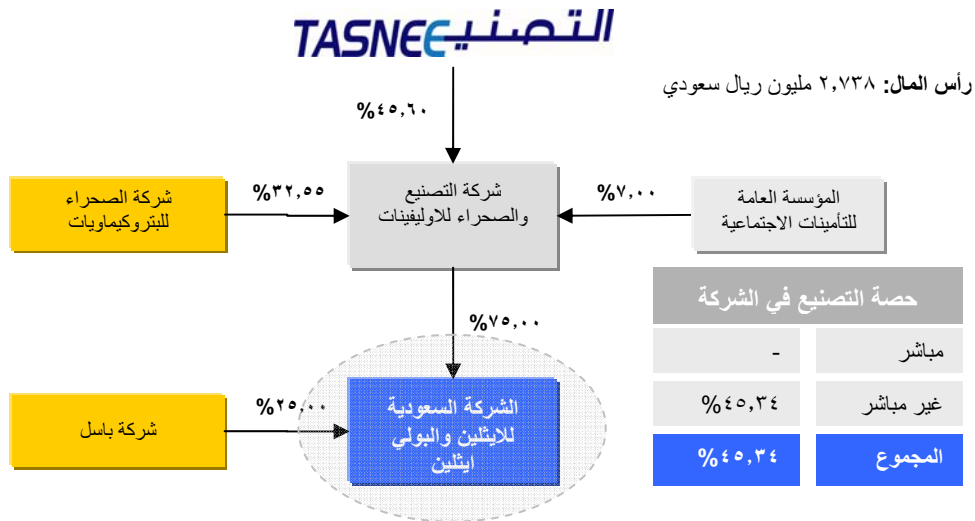 TASNEE التصنيع
رأس المال: ٢,٧٣٨ مليون ريال سعودي
%٤٥,٦٠
شركة التصنيع
والصحراء للاوليفينات
المؤسسة العامة
للتأمينات الاجتماعية
%٧,٠٠
شركة الصحراء
للبتروكيماويات
%٣٢,٥٥
%٧٥,٠٠
الشركة السعودية
للايثلين والبولي
ايثلين
شركة باسل
%٢٥,٠٠
حصة التصنيع في الشركة
مباشر -
غير مباشر %٤٥,٣٤
المجموع %٤٥,٣٤